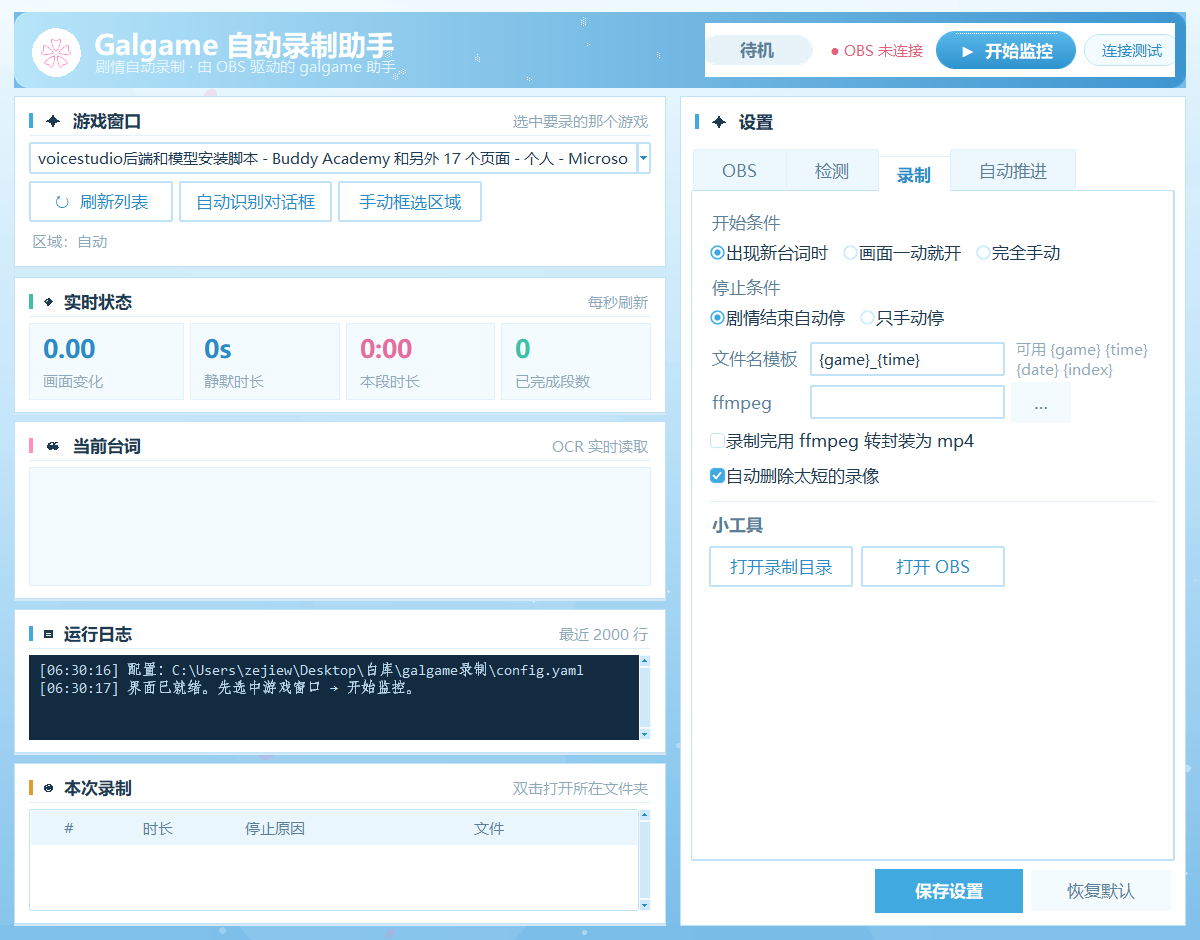 Galgame 自动录制助手
剧情自动录制 · 由 OBS 驱动的 galgame 助手
待机
● OBS 未连接
▶ 开始监控
连接测试
游戏窗口
选中要录的那个游戏
voicestudio后端和模型安装脚本 - Buddy Academy 和另外 17 个页面 - 个人 - Microso
刷新列表
自动识别对话框
手动框选区域
区域: 自动
实时状态
每秒刷新
0.00
画面变化
0s
静默时长
0:00
本段时长
0
已完成段数
当前台词
OCR 实时读取
运行日志
最近 2000 行
[06:30:16] 配置: C:\Users\zejiew\Desktop\白库\galgame录制\config.yaml
[06:30:17] 界面已就绪。先选中游戏窗口 → 开始监控。
本次录制
双击打开所在文件夹
# 时长 停止原因 文件
设置
OBS
检测
录制
自动推进
开始条件
出现新台词时 画面一动就开 完全手动
停止条件
剧情结束自动停 只手动停
文件名模板
{game}_{time}
可用 {game} {time}
{date} {index}
ffmpeg
...
录制完用 ffmpeg 转封装为 mp4
自动删除太短的录像
小工具
打开录制目录
打开 OBS
保存设置
恢复默认